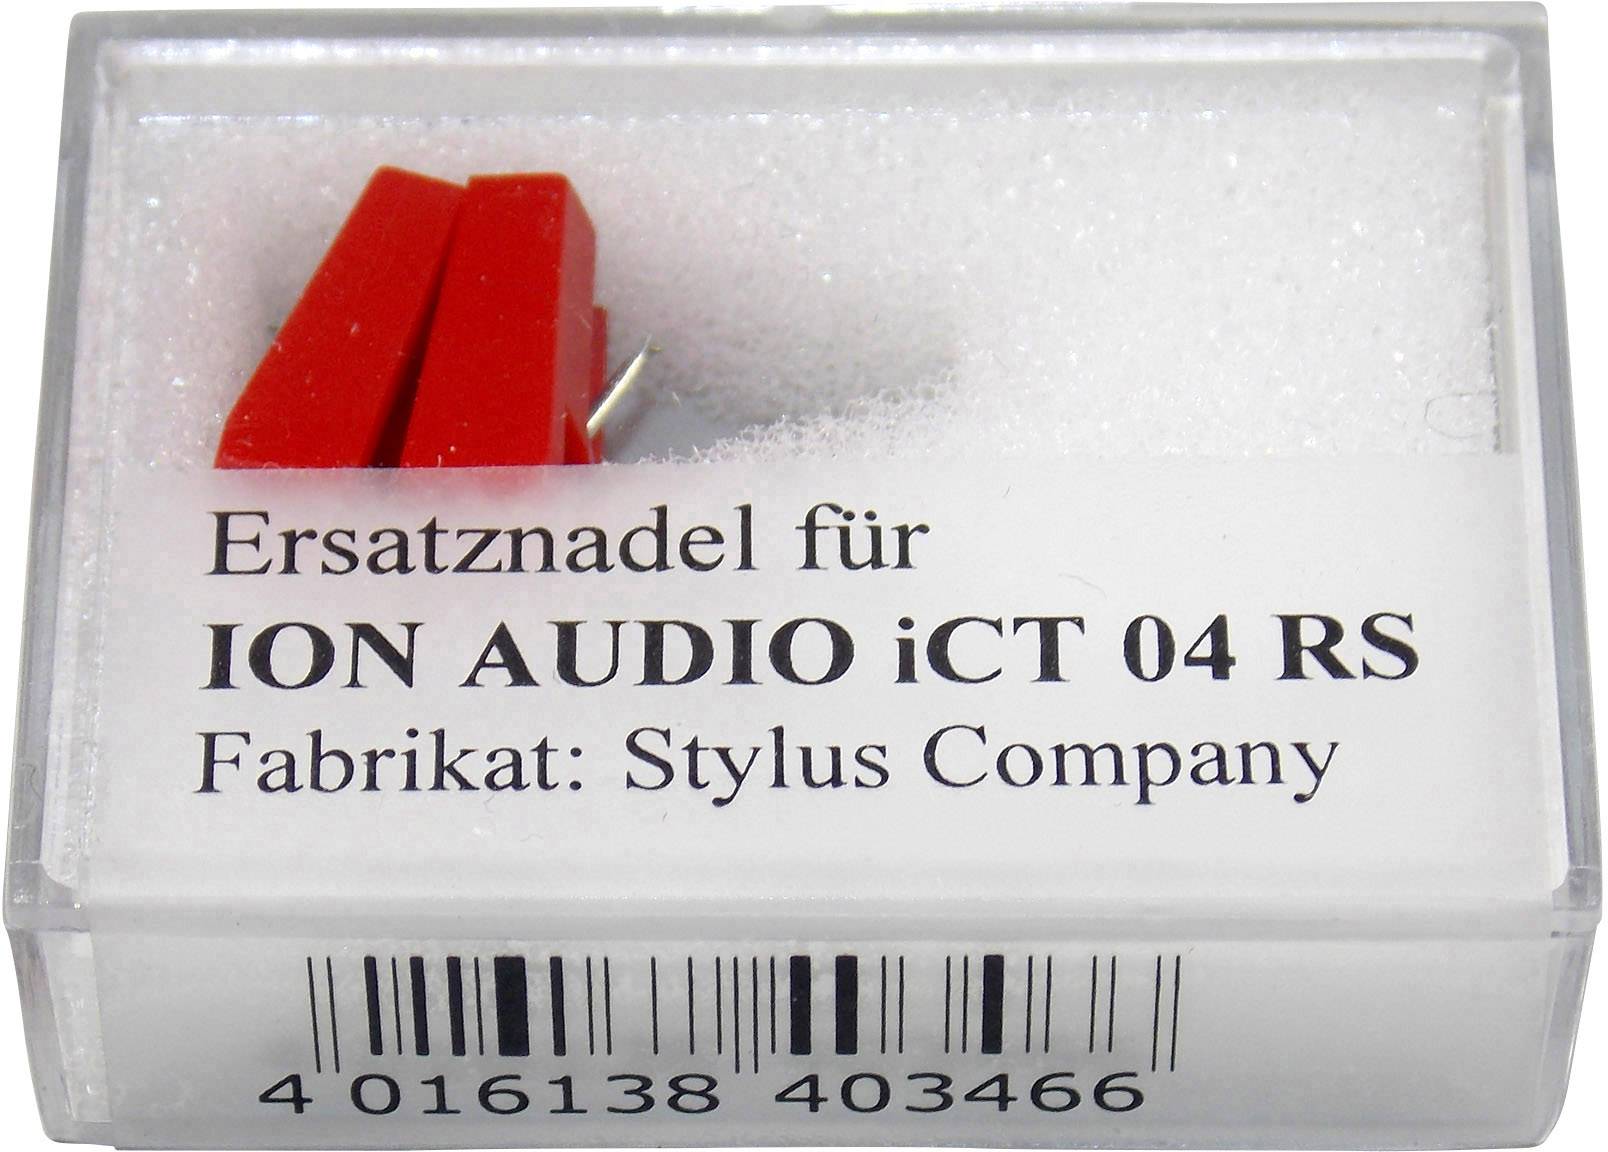 Ersatznadel für
ION AUDIO iCT 04 RS
Fabrikat: Stylus Company
4 016138 403466